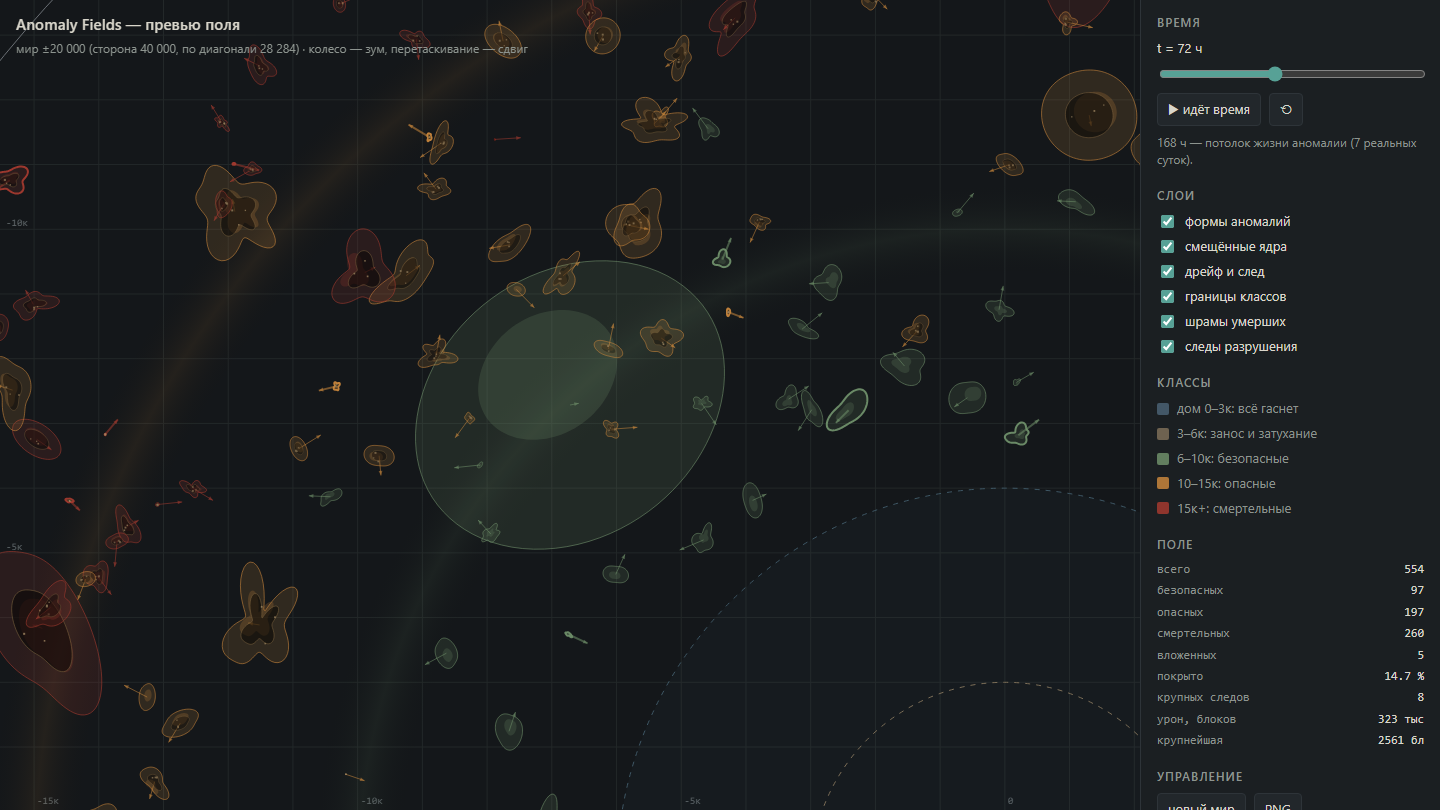 Anomaly Fields — превью поля
мир ±20 000 (сторона 40 000, по диагонали 28 284) · колесо — зум, перетаскивание — сдвиг
-10к
-5к
-15к
-10к
-5к
0
ВРЕМЯ
t = 72 ч
▶ идёт время
⟲
168 ч — потолок жизни аномалии (7 реальных
суток).
СЛОИ
формы аномалий
смещённые ядра
дрейф и след
границы классов
шрамы умерших
следы разрушения
КЛАССЫ
дом 0–3к: всё гаснет
3–6к: занос и затухание
6–10к: безопасные
10–15к: опасные
15к+: смертельные
ПОЛЕ
всего 554
безопасных 97
опасных 197
смертельных 260
вложенных 5
покрыто 14.7 %
крупных следов 8
урон, блоков 323 тыс
крупнейшая 2561 бл
УПРАВЛЕНИЕ
новый мир PNG